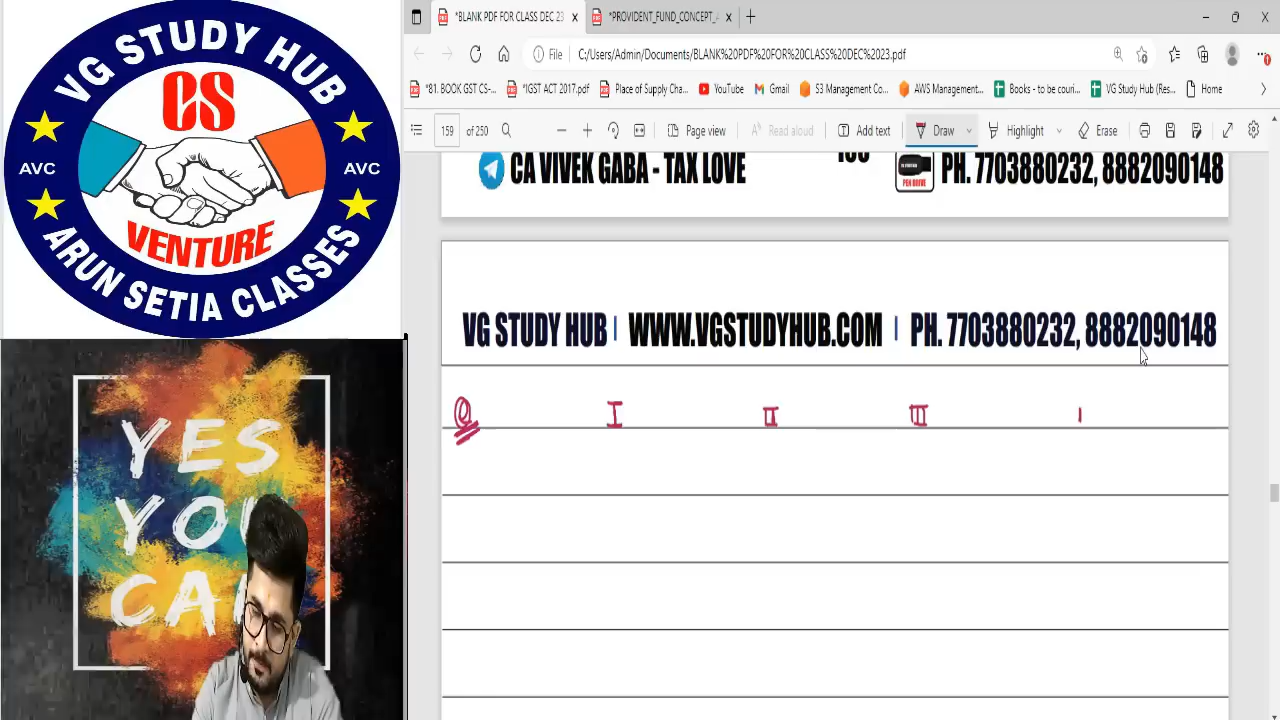 VG STUDY HUB
CS
AVC
AVC
VENTURE
ARUN SETIA CLASSES
YES
YOU
*BLANK PDF FOR CLASS DEC 23
*PROVIDENT_FUND_CONCEPT_
File
C:/Users/Admin/Documents/BLANK%20PDF%20FOR%20CLASS%20DEC%2023.pdf
*81. BOOK GST CS-...
*IGST ACT 2017.pdf
Place of Supply Cha...
YouTube
Gmail
S3 Management Co...
AWS Management...
Books - to be couri...
VG Study Hub (Res...
Home
159 of 250
Page view
Read aloud
Add text
Draw
Highlight
Erase
CA VIVEK GABA - TAX LOVE
PEN DRIVE
PH. 7703880232, 8882090148
VG STUDY HUB | WWW.VGSTUDYHUB.COM | PH. 7703880232, 8882090148
Q I II III I